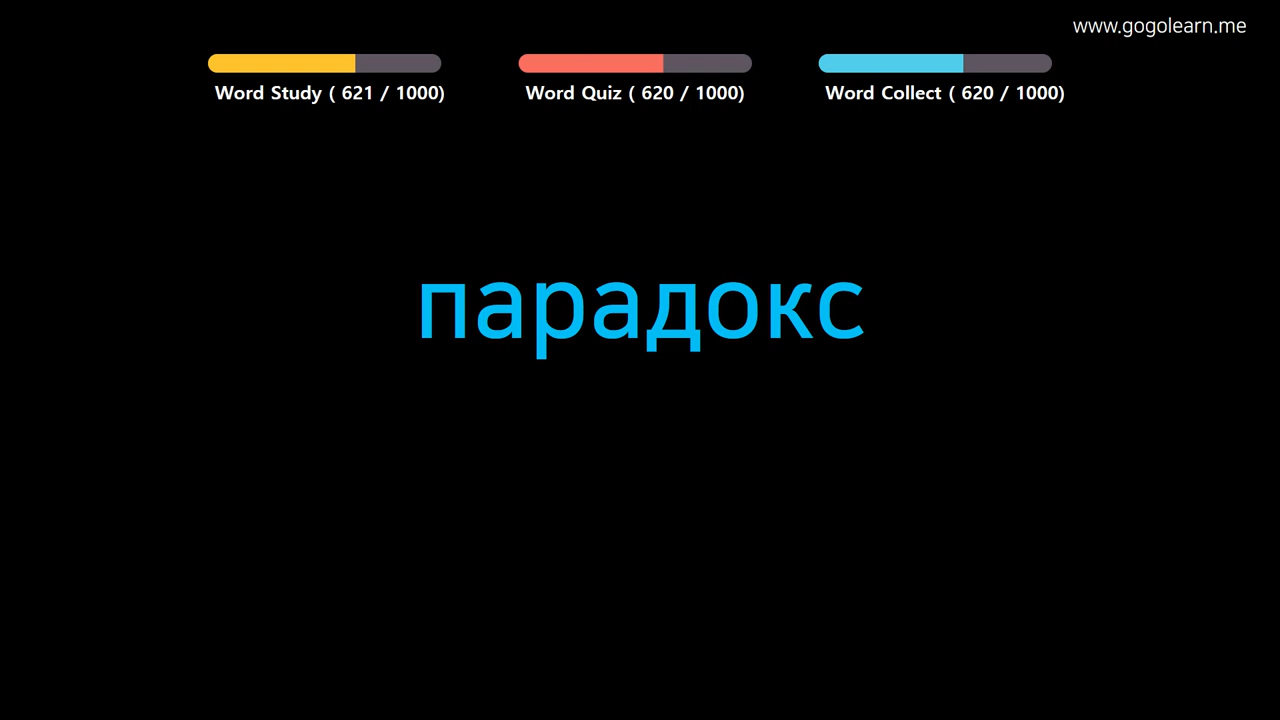 www.gogolearn.me
Word Study ( 621 / 1000)
Word Quiz ( 620 / 1000)
Word Collect ( 620 / 1000)
парадокс